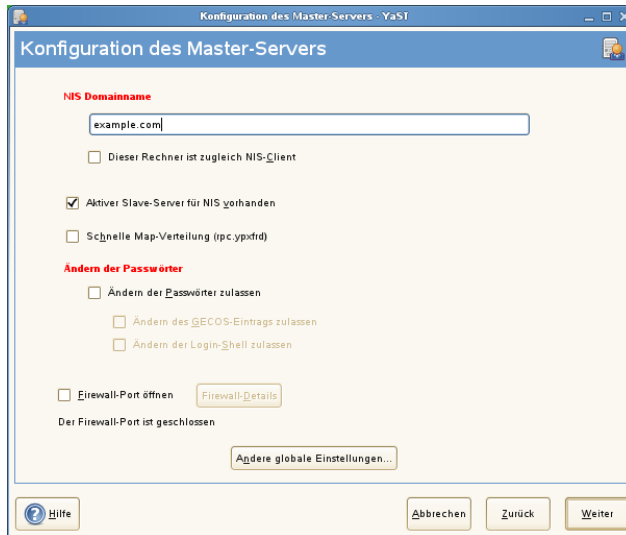 Konfiguration des Master-Servers - YaST
Konfiguration des Master-Servers
NIS Domainname
example.com
Dieser Rechner ist zugleich NIS-Client
Aktiver Slave-Server für NIS vorhanden
Schnelle Map-Verteilung (rpc.ypxfrd)
Ändern der Passwörter
Ändern der Passwörter zulassen
Ändern des GECOS-Eintrags zulassen
Ändern der Login-Shell zulassen
Firewall-Port öffnen Firewall-Details
Der Firewall-Port ist geschlossen
Andere globale Einstellungen...
Hilfe Abbrechen Zurück Weiter